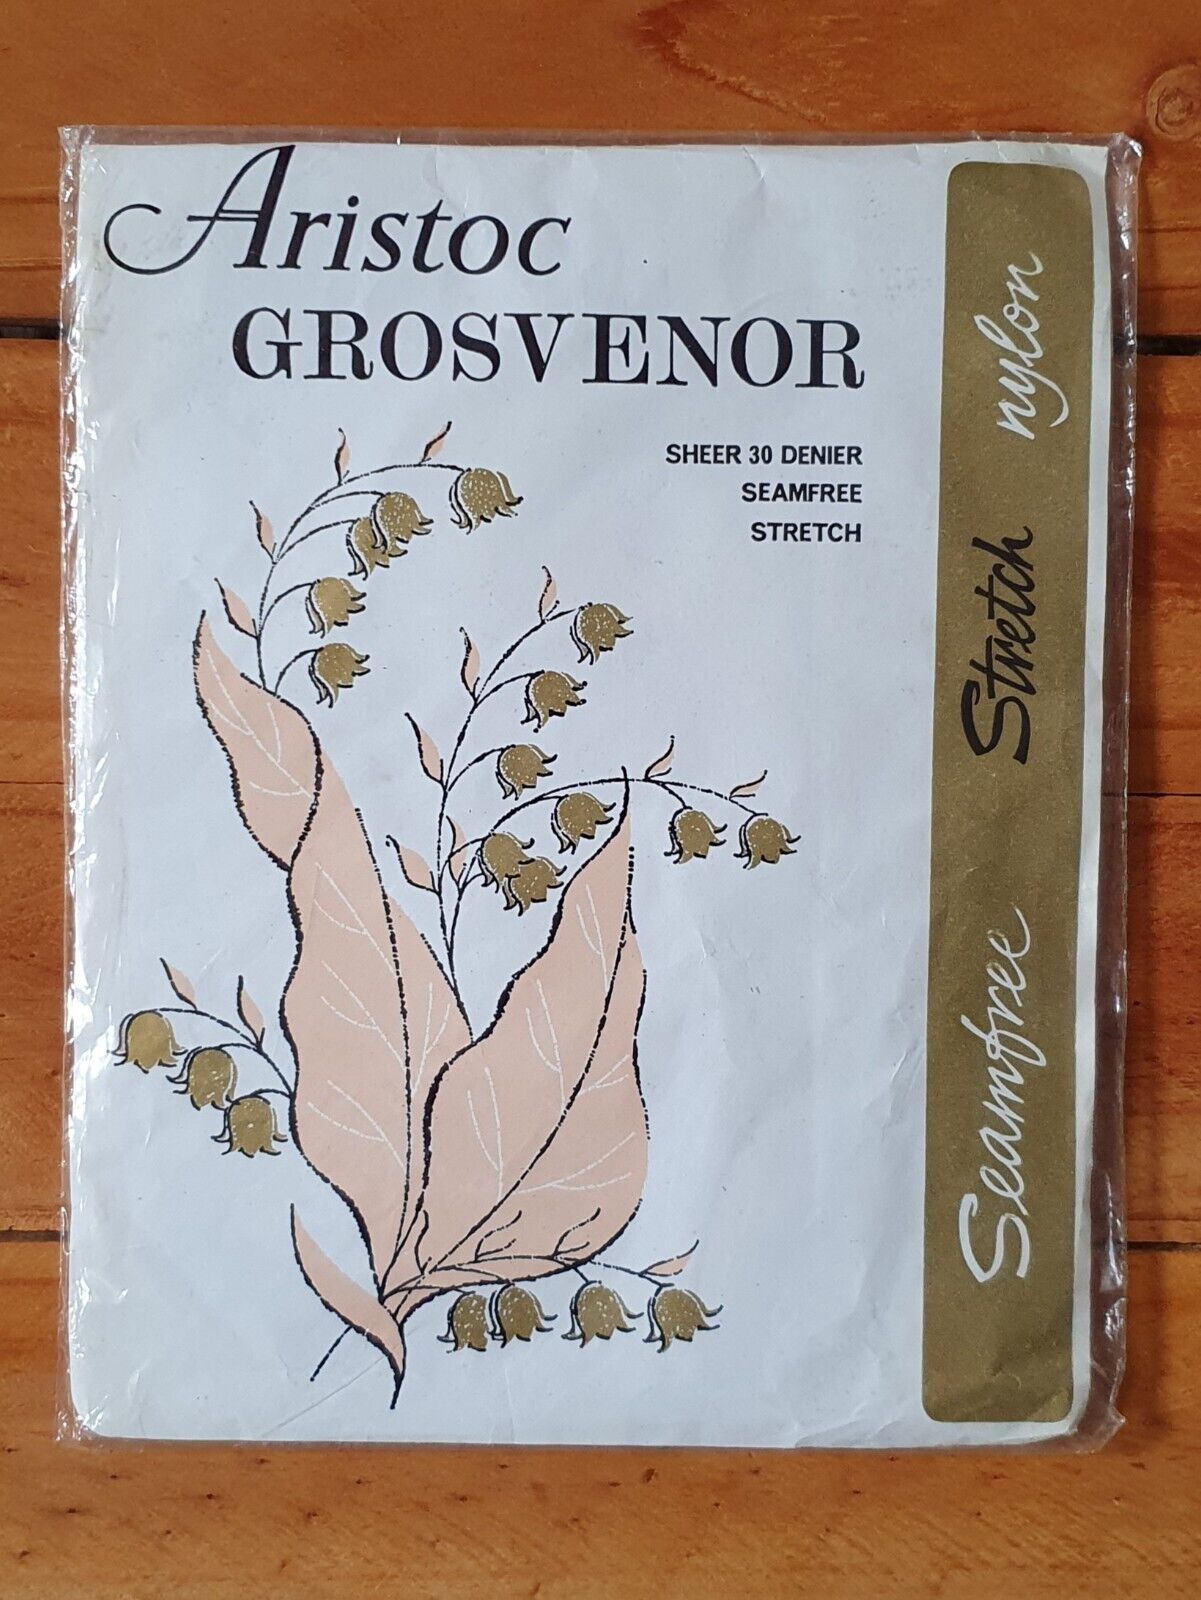 Aristoc
GROSVENOR
SHEER 30 DENIER
SEAMFREE
STRETCH
Seamfree Stretch nylon